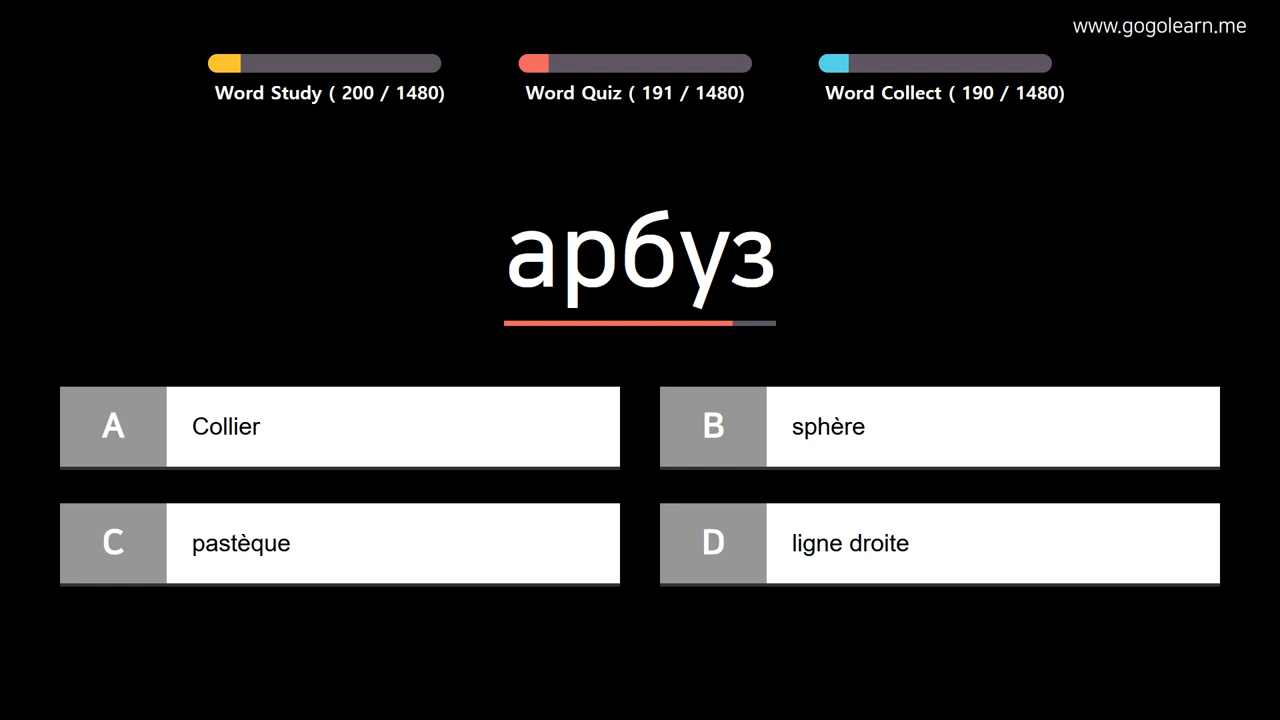 www.gogolearn.me
Word Study ( 200 / 1480)
Word Quiz ( 191 / 1480)
Word Collect ( 190 / 1480)
арбуз
A Collier
B sphère
C pastèque
D ligne droite